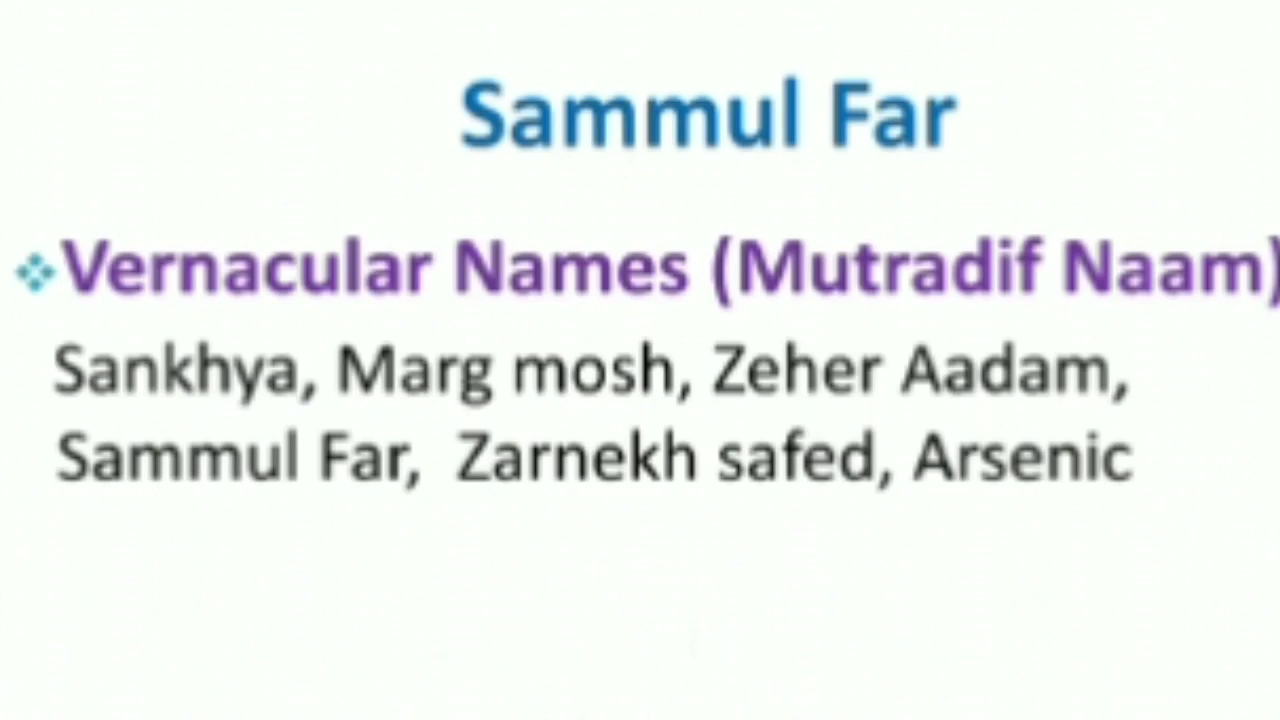 Sammul Far
Vernacular Names (Mutradif Naam)
Sankhya, Marg mosh, Zeher Aadam,
Sammul Far, Zarnekh safed, Arsenic